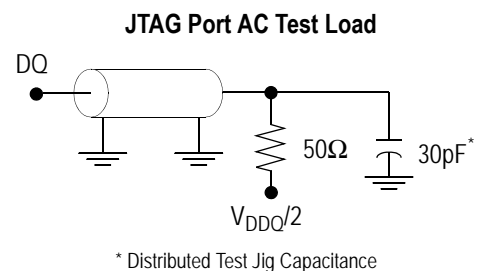 JTAG Port AC Test Load
DQ
50Ω
30pF*
VDDQ/2
* Distributed Test Jig Capacitance